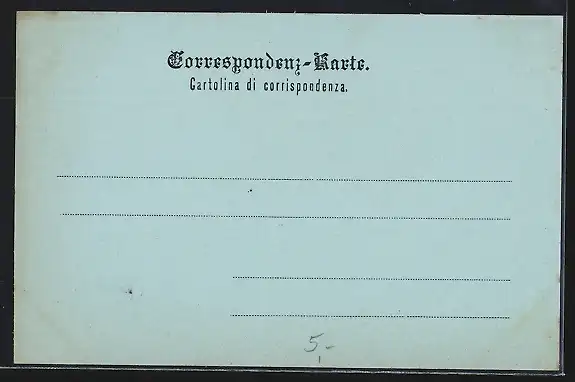 Correspondenz-Karte.
Cartolina di corrispondenza.
5,-